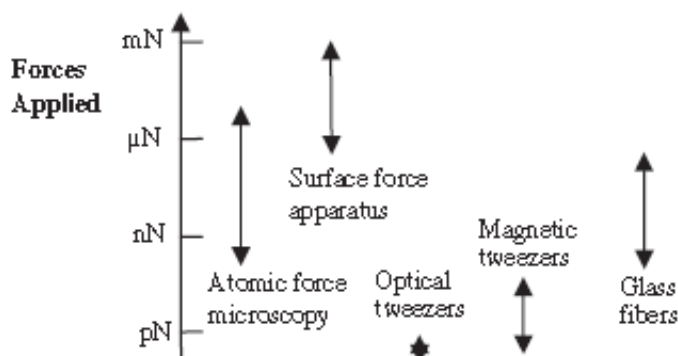 mN
Forces
Applied
µN
Surface force
apparatus
nN
Magnetic
tweezers
Atomic force
microscopy
Optical
tweezers
Glass
fibers
pN